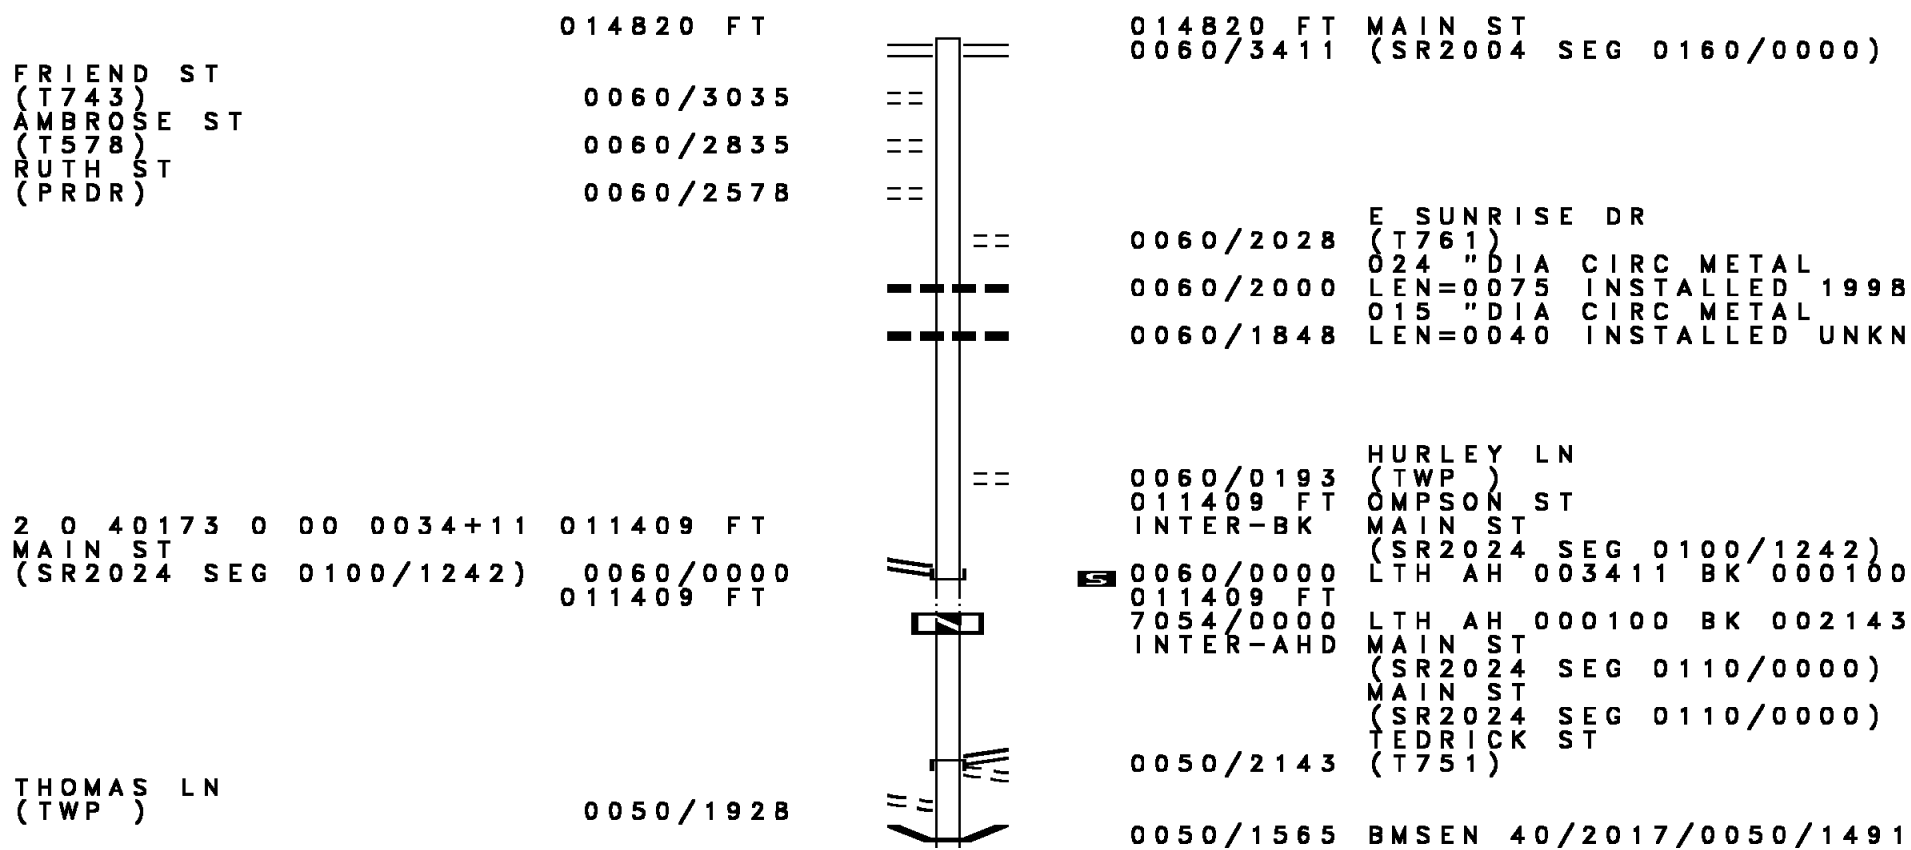 014820 FT
014820 FT MAIN ST
0060/3411 (SR2004 SEG 0160/0000)
FRIEND ST
(T743) 0060/3035
AMBROSE ST
(T578) 0060/2835
RUTH ST
(PRDR) 0060/2578
E SUNRISE DR
0060/2028 (T761)
024 "DIA CIRC METAL
0060/2000 LEN=0075 INSTALLED 1998
015 "DIA CIRC METAL
0060/1848 LEN=0040 INSTALLED UNKN
HURLEY LN
0060/0193 (TWP )
011409 FT OMPSON ST
2 0 40173 0 00 0034+11 011409 FT
INTER-BK MAIN ST
MAIN ST
(SR2024 SEG 0100/1242)
(SR2024 SEG 0100/1242) 0060/0000
S 0060/0000 LTH AH 003411 BK 000100
011409 FT
011409 FT
7054/0000 LTH AH 000100 BK 002143
INTER-AHD MAIN ST
(SR2024 SEG 0110/0000)
MAIN ST
(SR2024 SEG 0110/0000)
TEDRICK ST
0050/2143 (T751)
THOMAS LN
(TWP ) 0050/1928
0050/1565 BMSEN 40/2017/0050/1491